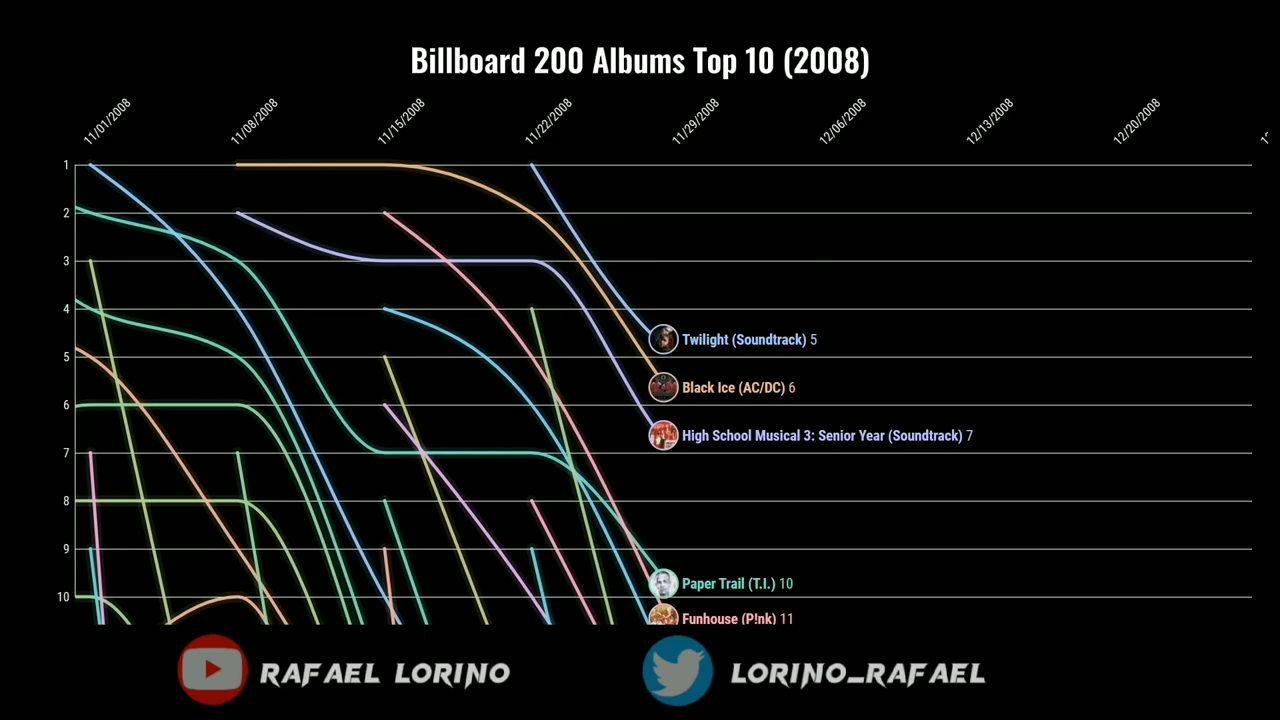 Billboard 200 Albums Top 10 (2008)
11/01/2008
11/08/2008
11/15/2008
11/22/2008
11/29/2008
12/06/2008
12/13/2008
12/20/2008
1
2
3
4
5
6
7
8
9
10
Twilight (Soundtrack) 5
Black Ice (AC/DC) 6
High School Musical 3: Senior Year (Soundtrack) 7
Paper Trail (T.I.) 10
Funhouse (P!nk) 11
RAFAEL LORINO
LORINO_RAFAEL